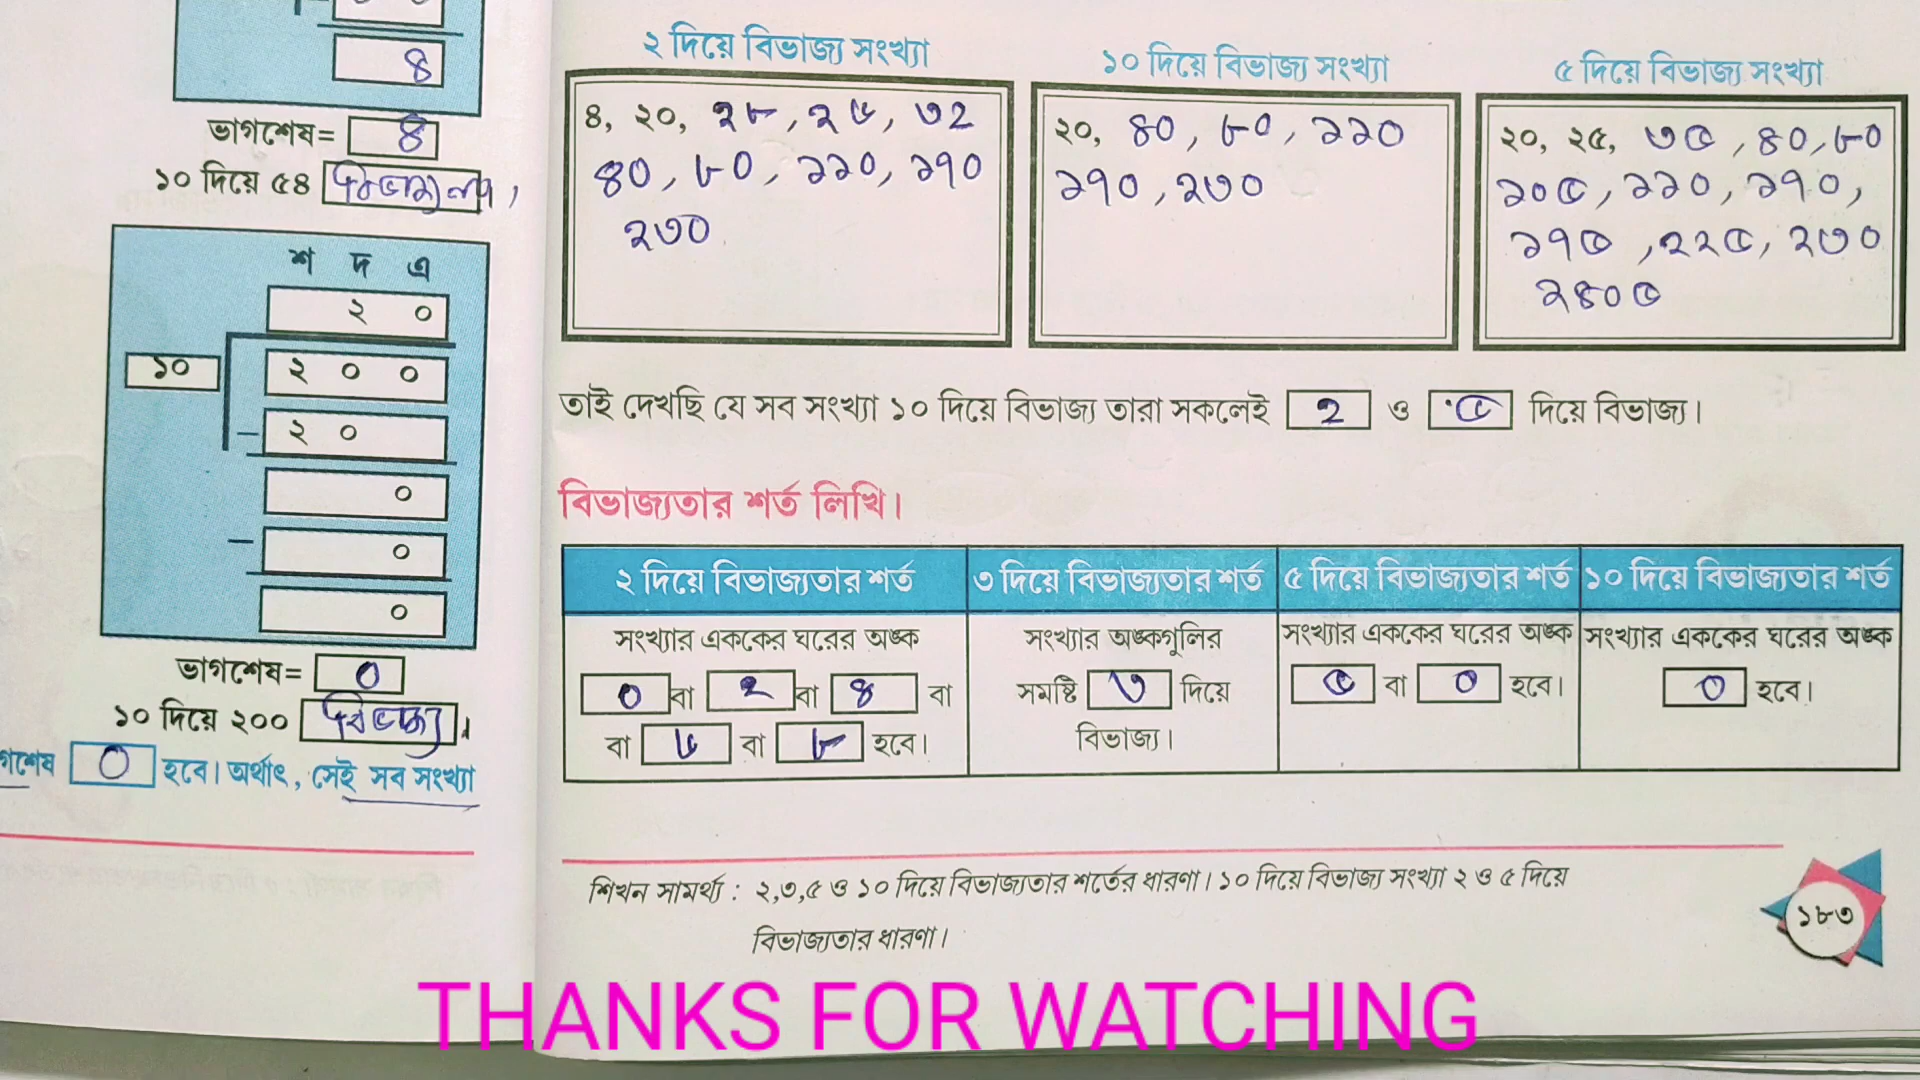 ৪
ভাগশেষ= ৪
১০ দিয়ে ৫৪
শ দ এ
২ ০
১০ ২ ০ ০
– ২ ০
০
– ০
০
ভাগশেষ= ০
১০ দিয়ে ২০০ বিভাজ্য।
গশেষ ০ হবে। অর্থাৎ, সেই সব সংখ্যা
২ দিয়ে বিভাজ্য সংখ্যা
৪, ২০, ২৮, ২৬, ৩২
৪০, ৮০, ১১০, ১৭০
২৩০
১০ দিয়ে বিভাজ্য সংখ্যা
২০, ৪০, ৮০, ১১০
১৭০, ২৩০
৫ দিয়ে বিভাজ্য সংখ্যা
২০, ২৫, ৩৫, ৪০, ৮০
১০৫, ১১০, ১৭০,
১৭৫, ২২৫, ২৩০
২৪০৫
তাই দেখছি যে সব সংখ্যা ১০ দিয়ে বিভাজ্য তারা সকলেই ২ ও ৫ দিয়ে বিভাজ্য।
বিভাজ্যতার শর্ত লিখি।
২ দিয়ে বিভাজ্যতার শর্ত ৩ দিয়ে বিভাজ্যতার শর্ত ৫ দিয়ে বিভাজ্যতার শর্ত ১০ দিয়ে বিভাজ্যতার শর্ত
সংখ্যার এককের ঘরের অঙ্ক
০ বা ২ বা ৪ বা
বা ৬ বা ৮ হবে।
সংখ্যার অঙ্কগুলির
সমষ্টি ৩ দিয়ে
বিভাজ্য।
সংখ্যার এককের ঘরের অঙ্ক
৫ বা ০ হবে।
সংখ্যার এককের ঘরের অঙ্ক
০ হবে।
শিখন সামর্থ্য : ২,৩,৫ ও ১০ দিয়ে বিভাজ্যতার শর্তের ধারণা। ১০ দিয়ে বিভাজ্য সংখ্যা ২ ও ৫ দিয়ে
বিভাজ্যতার ধারণা।
১৮৩
THANKS FOR WATCHING